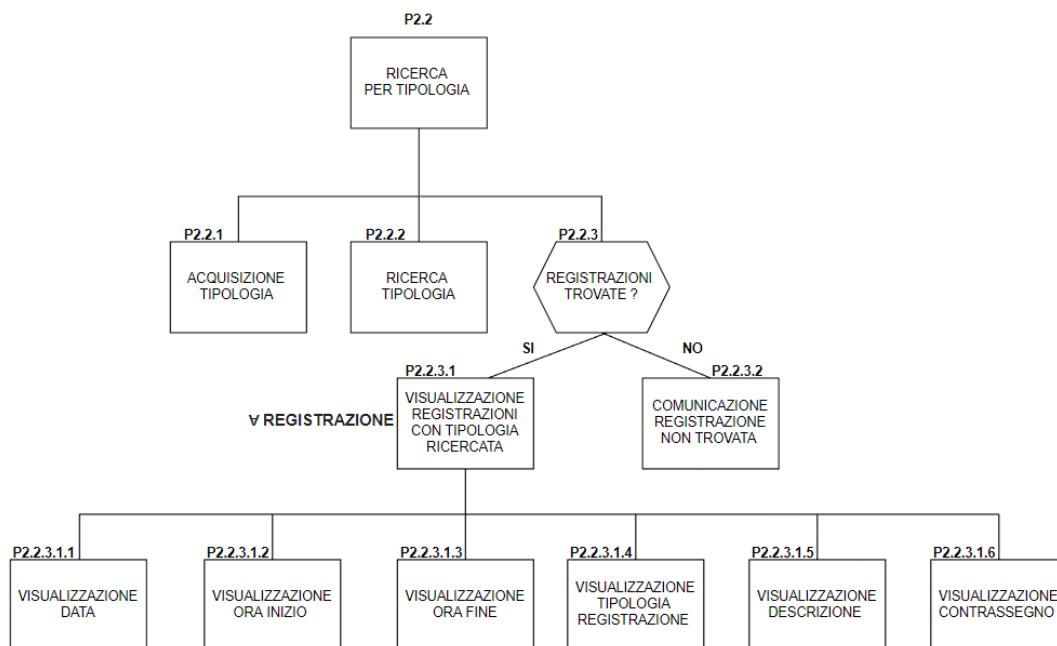 P2.2
RICERCA
PER TIPOLOGIA
P2.2.1
ACQUISIZIONE
TIPOLOGIA
P2.2.2
RICERCA
TIPOLOGIA
P2.2.3
REGISTRAZIONI
TROVATE ?
SI
NO
P2.2.3.1
VISUALIZZAZIONE
REGISTRAZIONI
CON TIPOLOGIA
RICERCATA
∀ REGISTRAZIONE
P2.2.3.2
COMUNICAZIONE
REGISTRAZIONE
NON TROVATA
P2.2.3.1.1
VISUALIZZAZIONE
DATA
P2.2.3.1.2
VISUALIZZAZIONE
ORA INIZIO
P2.2.3.1.3
VISUALIZZAZIONE
ORA FINE
P2.2.3.1.4
VISUALIZZAZIONE
TIPOLOGIA
REGISTRAZIONE
P2.2.3.1.5
VISUALIZZAZIONE
DESCRIZIONE
P2.2.3.1.6
VISUALIZZAZIONE
CONTRASSEGNO